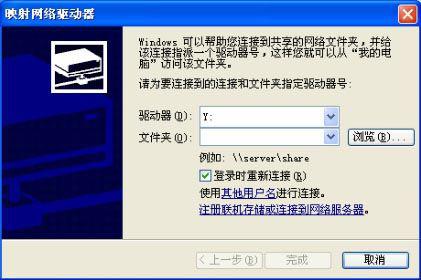 映射网络驱动器
Windows 可以帮助您连接到共享的网络文件夹，并给
该连接指派一个驱动器号，这样您就可以从“我的电
脑”访问该文件夹。
请为要连接到的连接和文件夹指定驱动器号:
驱动器(D): Y:
文件夹(O): 浏览(B)...
例如: \\server\share
登录时重新连接(R)
使用其他用户名进行连接。
注册联机存储或连接到网络服务器。
< 上一步(B) 完成 取消